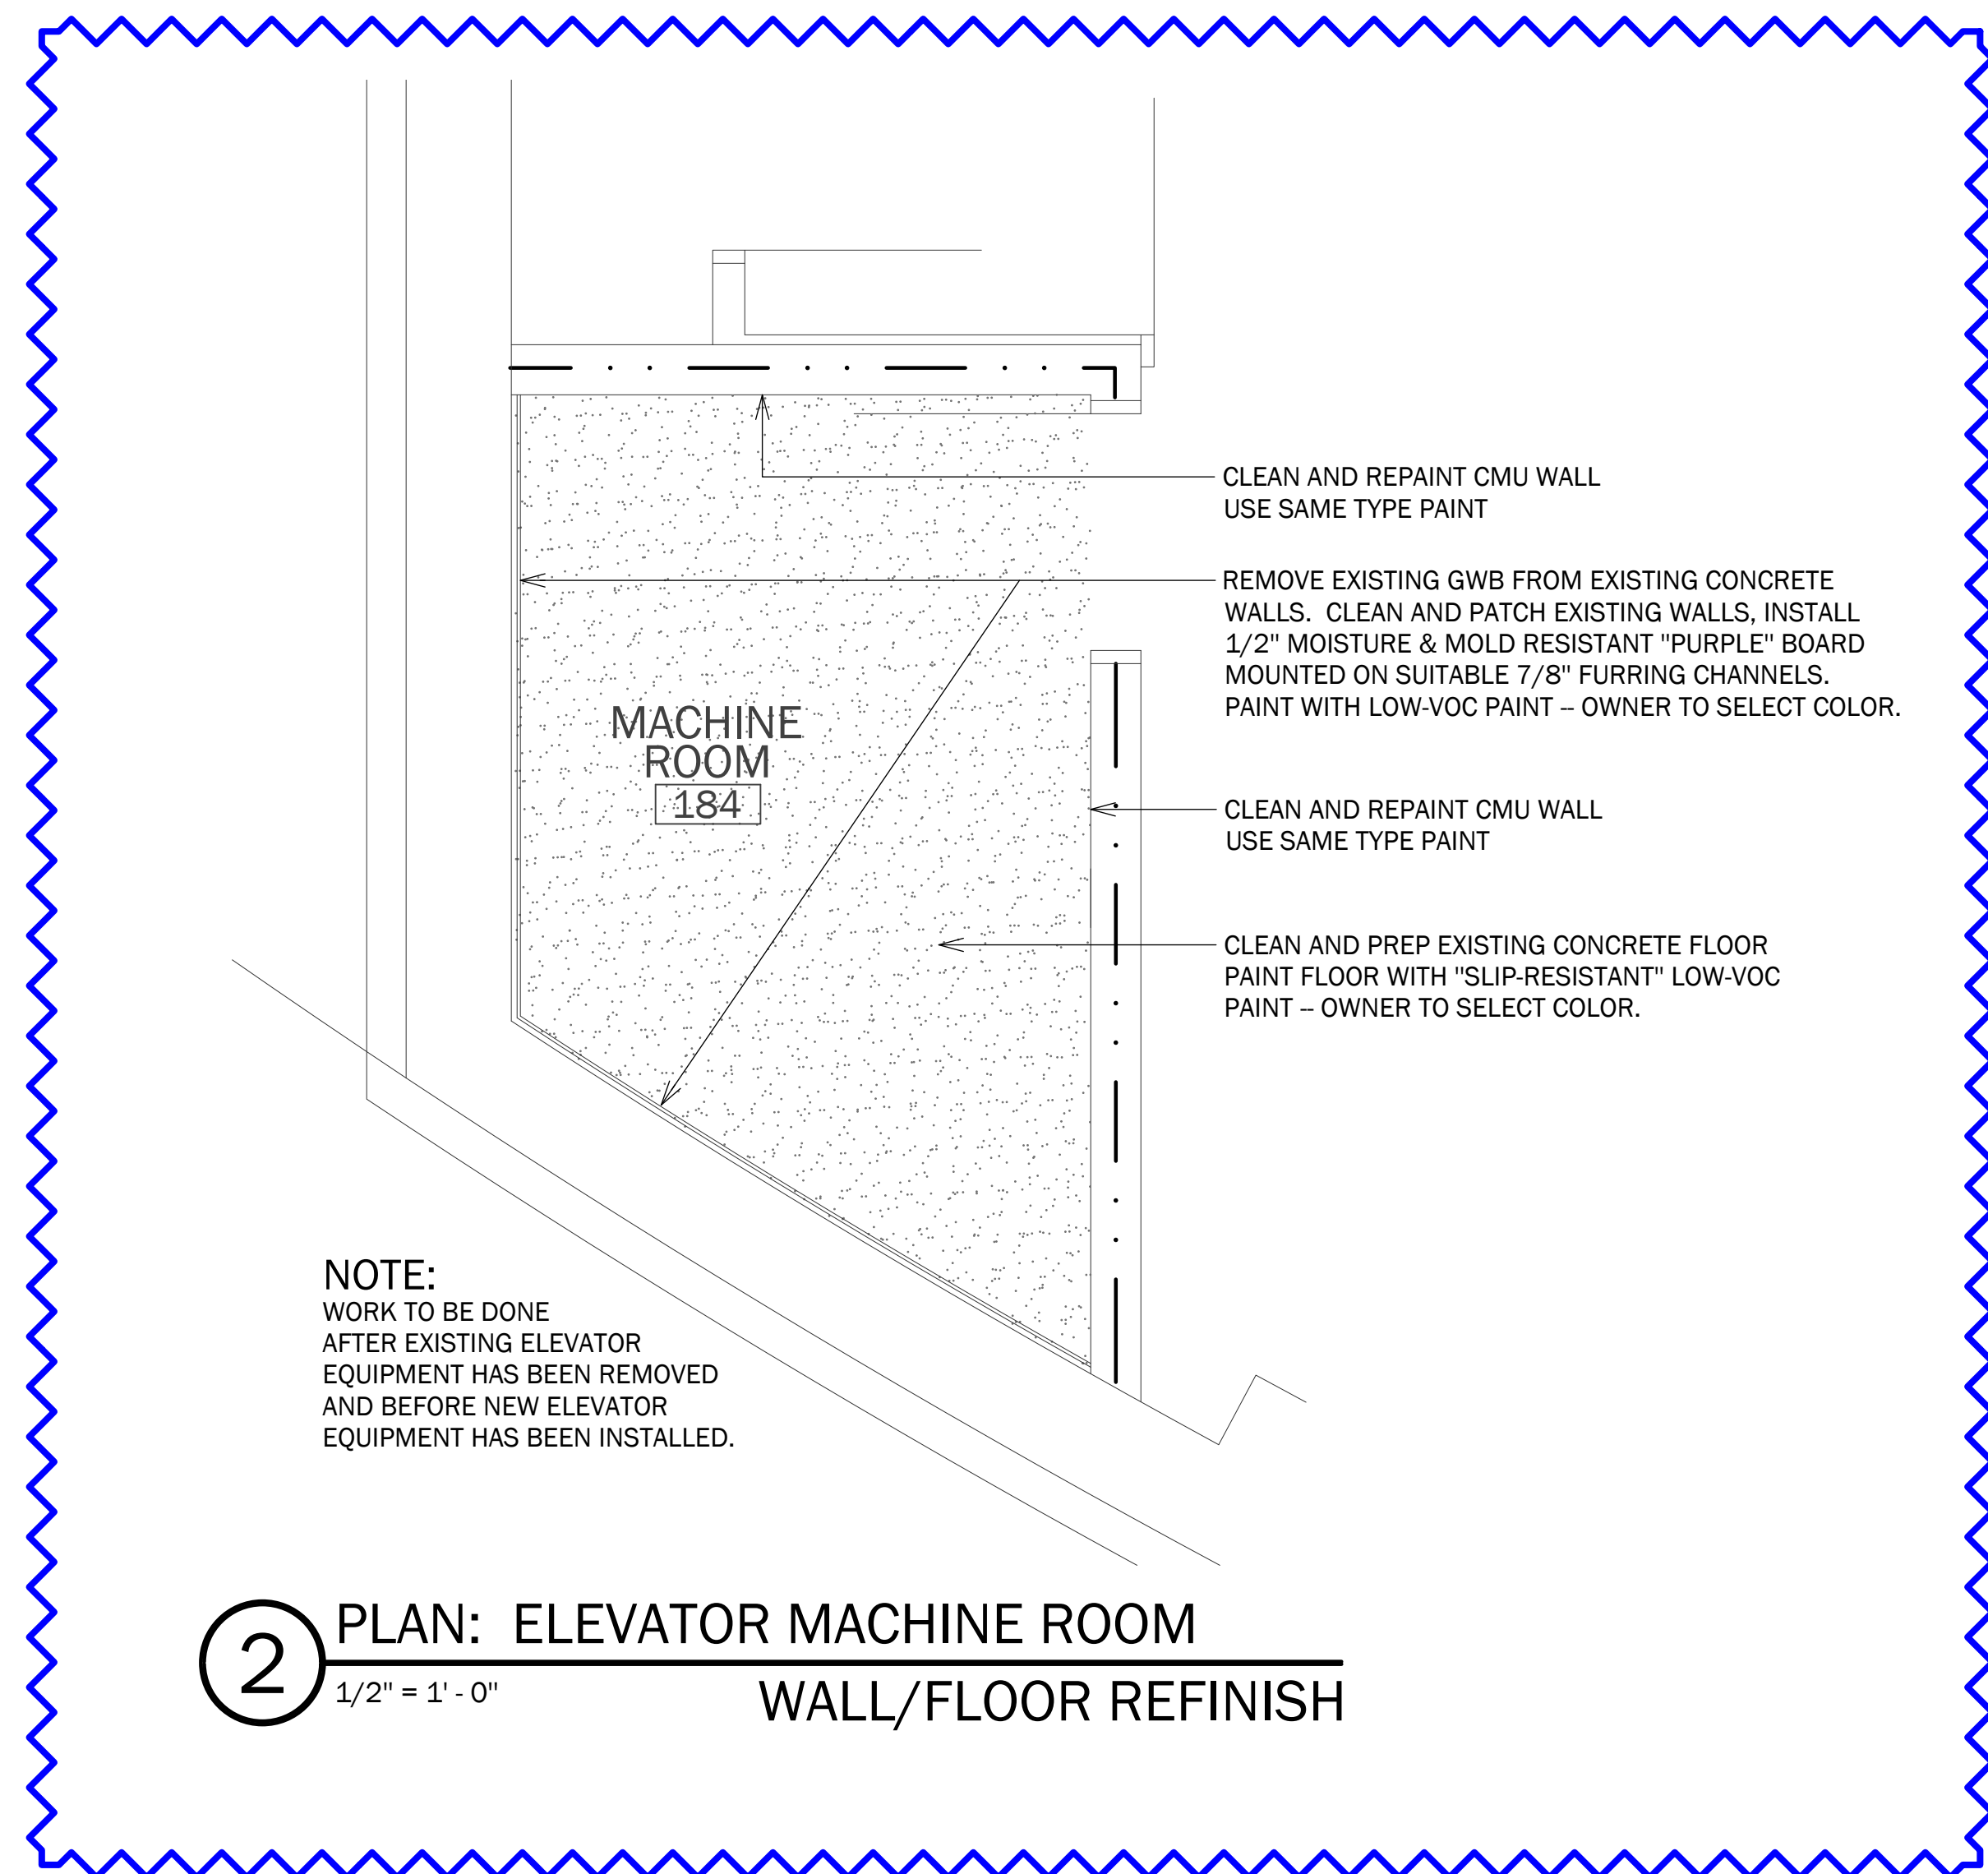 CLEAN AND REPAINT CMU WALL
USE SAME TYPE PAINT
REMOVE EXISTING GWB FROM EXISTING CONCRETE
WALLS.  CLEAN AND PATCH EXISTING WALLS, INSTALL
1/2" MOISTURE & MOLD RESISTANT "PURPLE" BOARD
MOUNTED ON SUITABLE 7/8" FURRING CHANNELS.
PAINT WITH LOW-VOC PAINT -- OWNER TO SELECT COLOR.
MACHINE
ROOM
184
CLEAN AND REPAINT CMU WALL
USE SAME TYPE PAINT
CLEAN AND PREP EXISTING CONCRETE FLOOR
PAINT FLOOR WITH "SLIP-RESISTANT" LOW-VOC
PAINT -- OWNER TO SELECT COLOR.
NOTE:
WORK TO BE DONE
AFTER EXISTING ELEVATOR
EQUIPMENT HAS BEEN REMOVED
AND BEFORE NEW ELEVATOR
EQUIPMENT HAS BEEN INSTALLED.
2
PLAN:  ELEVATOR MACHINE ROOM
1/2" = 1' - 0"
WALL/FLOOR REFINISH